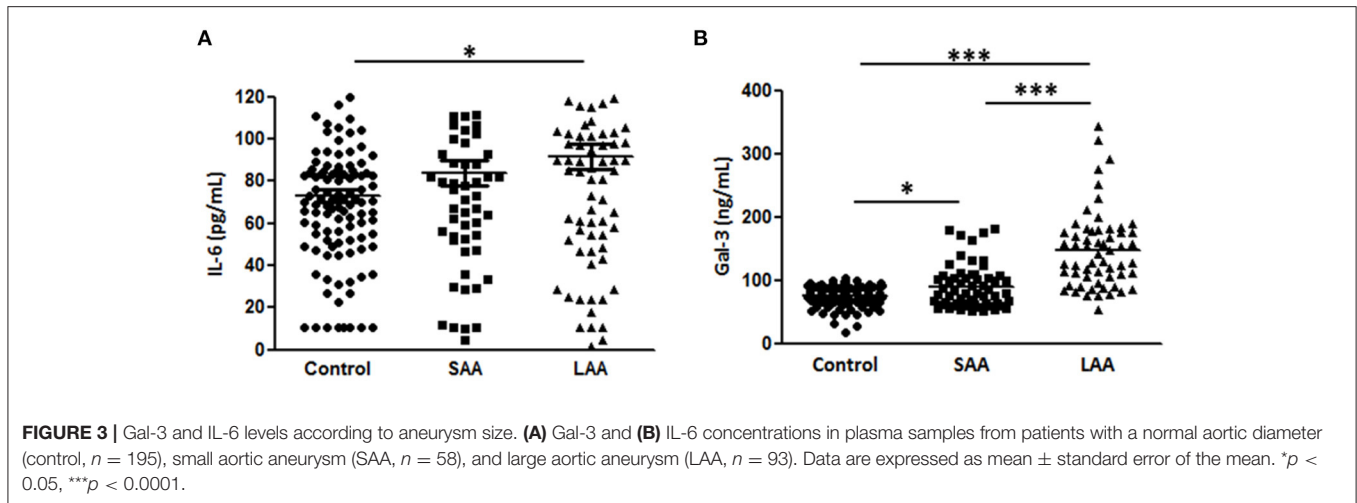 A
*
IL-6 (pg/mL)
120
100
80
60
40
20
0
Control SAA LAA
B
***
***
*
Gal-3 (ng/mL)
400
300
200
100
0
Control SAA LAA
FIGURE 3 | Gal-3 and IL-6 levels according to aneurysm size. (A) Gal-3 and (B) IL-6 concentrations in plasma samples from patients with a normal aortic diameter
(control, n = 195), small aortic aneurysm (SAA, n = 58), and large aortic aneurysm (LAA, n = 93). Data are expressed as mean ± standard error of the mean. *p <
0.05, ***p < 0.0001.